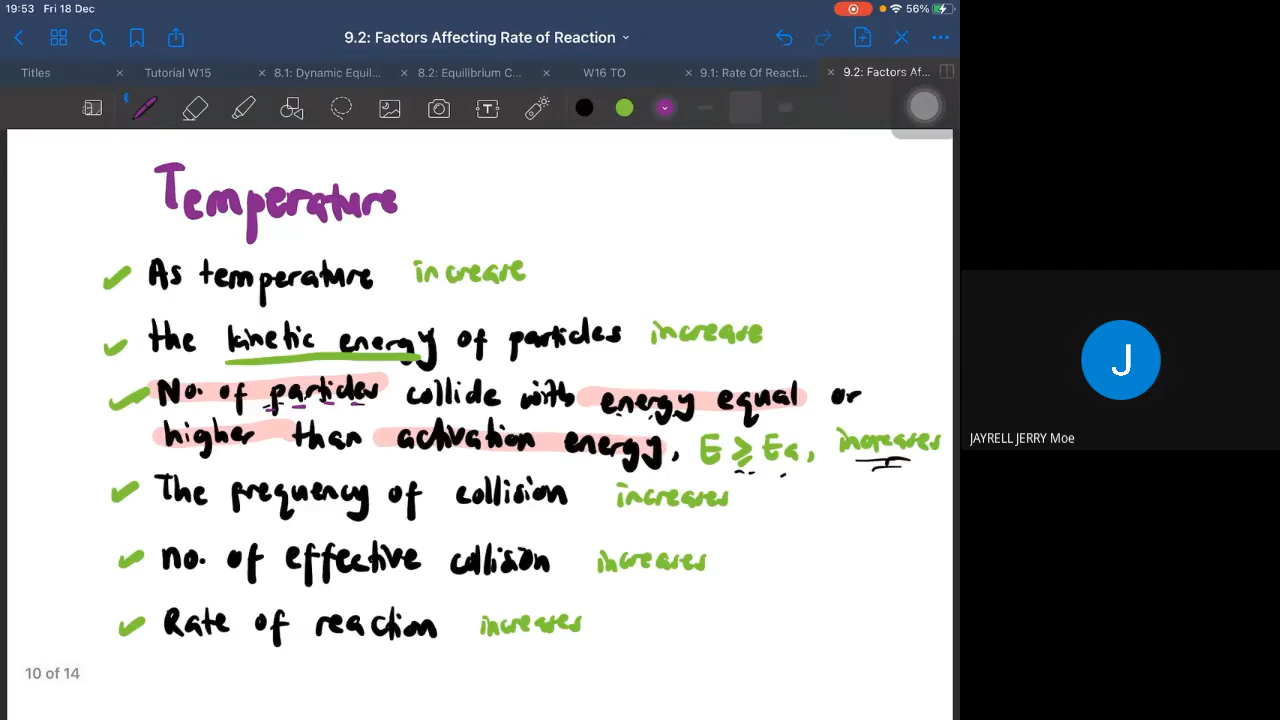 19:53 Fri 18 Dec
56%
9.2: Factors Affecting Rate of Reaction
Titles
Tutorial W15
8.1: Dynamic Equil...
8.2: Equilibrium C...
W16 TO
9.1: Rate Of Reacti...
9.2: Factors Af...
Temperature
As temperature increase
the kinetic energy of particles increase
No. of particles collide with energy equal or
higher than activation energy, E ≥ Ea, increases
The frequency of collision increases
no. of effective collision increases
Rate of reaction increases
10 of 14
J
JAYRELL JERRY Moe